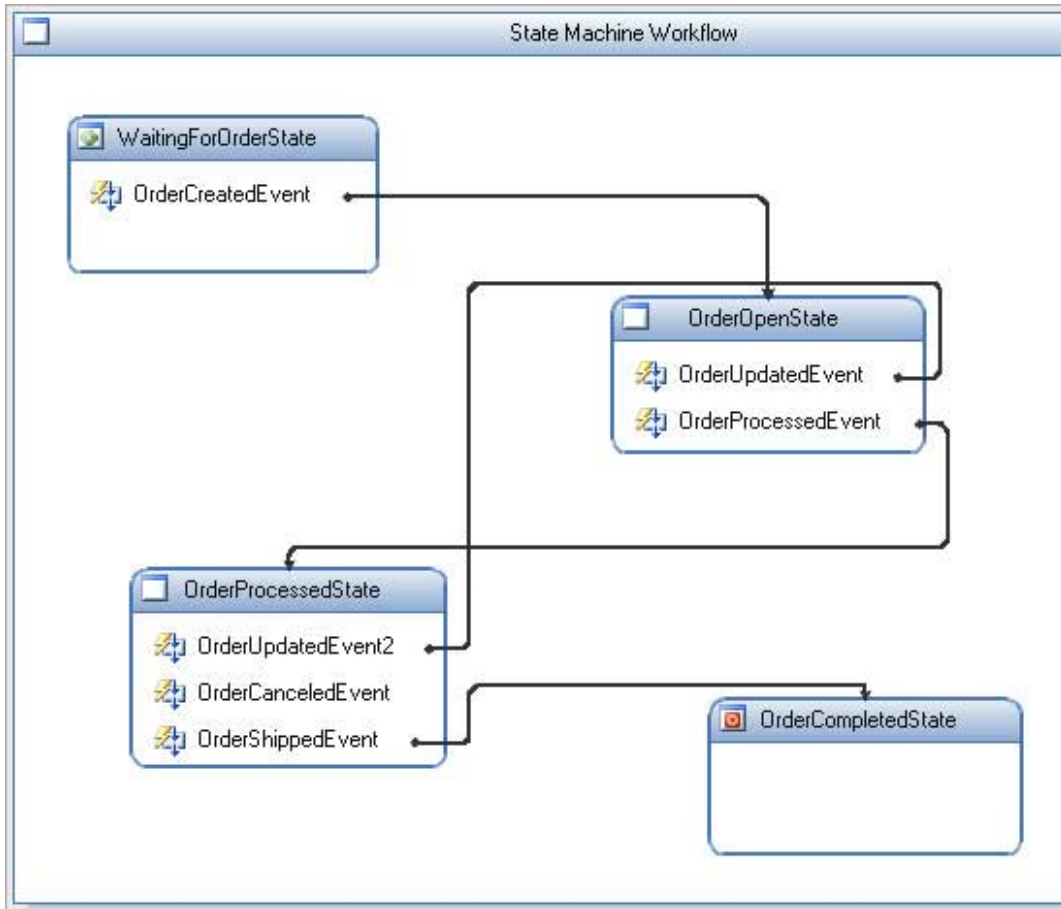 State Machine Workflow
WaitingForOrderState
OrderCreatedEvent
OrderOpenState
OrderUpdatedEvent
OrderProcessedEvent
OrderProcessedState
OrderUpdatedEvent2
OrderCanceledEvent
OrderShippedEvent
OrderCompletedState